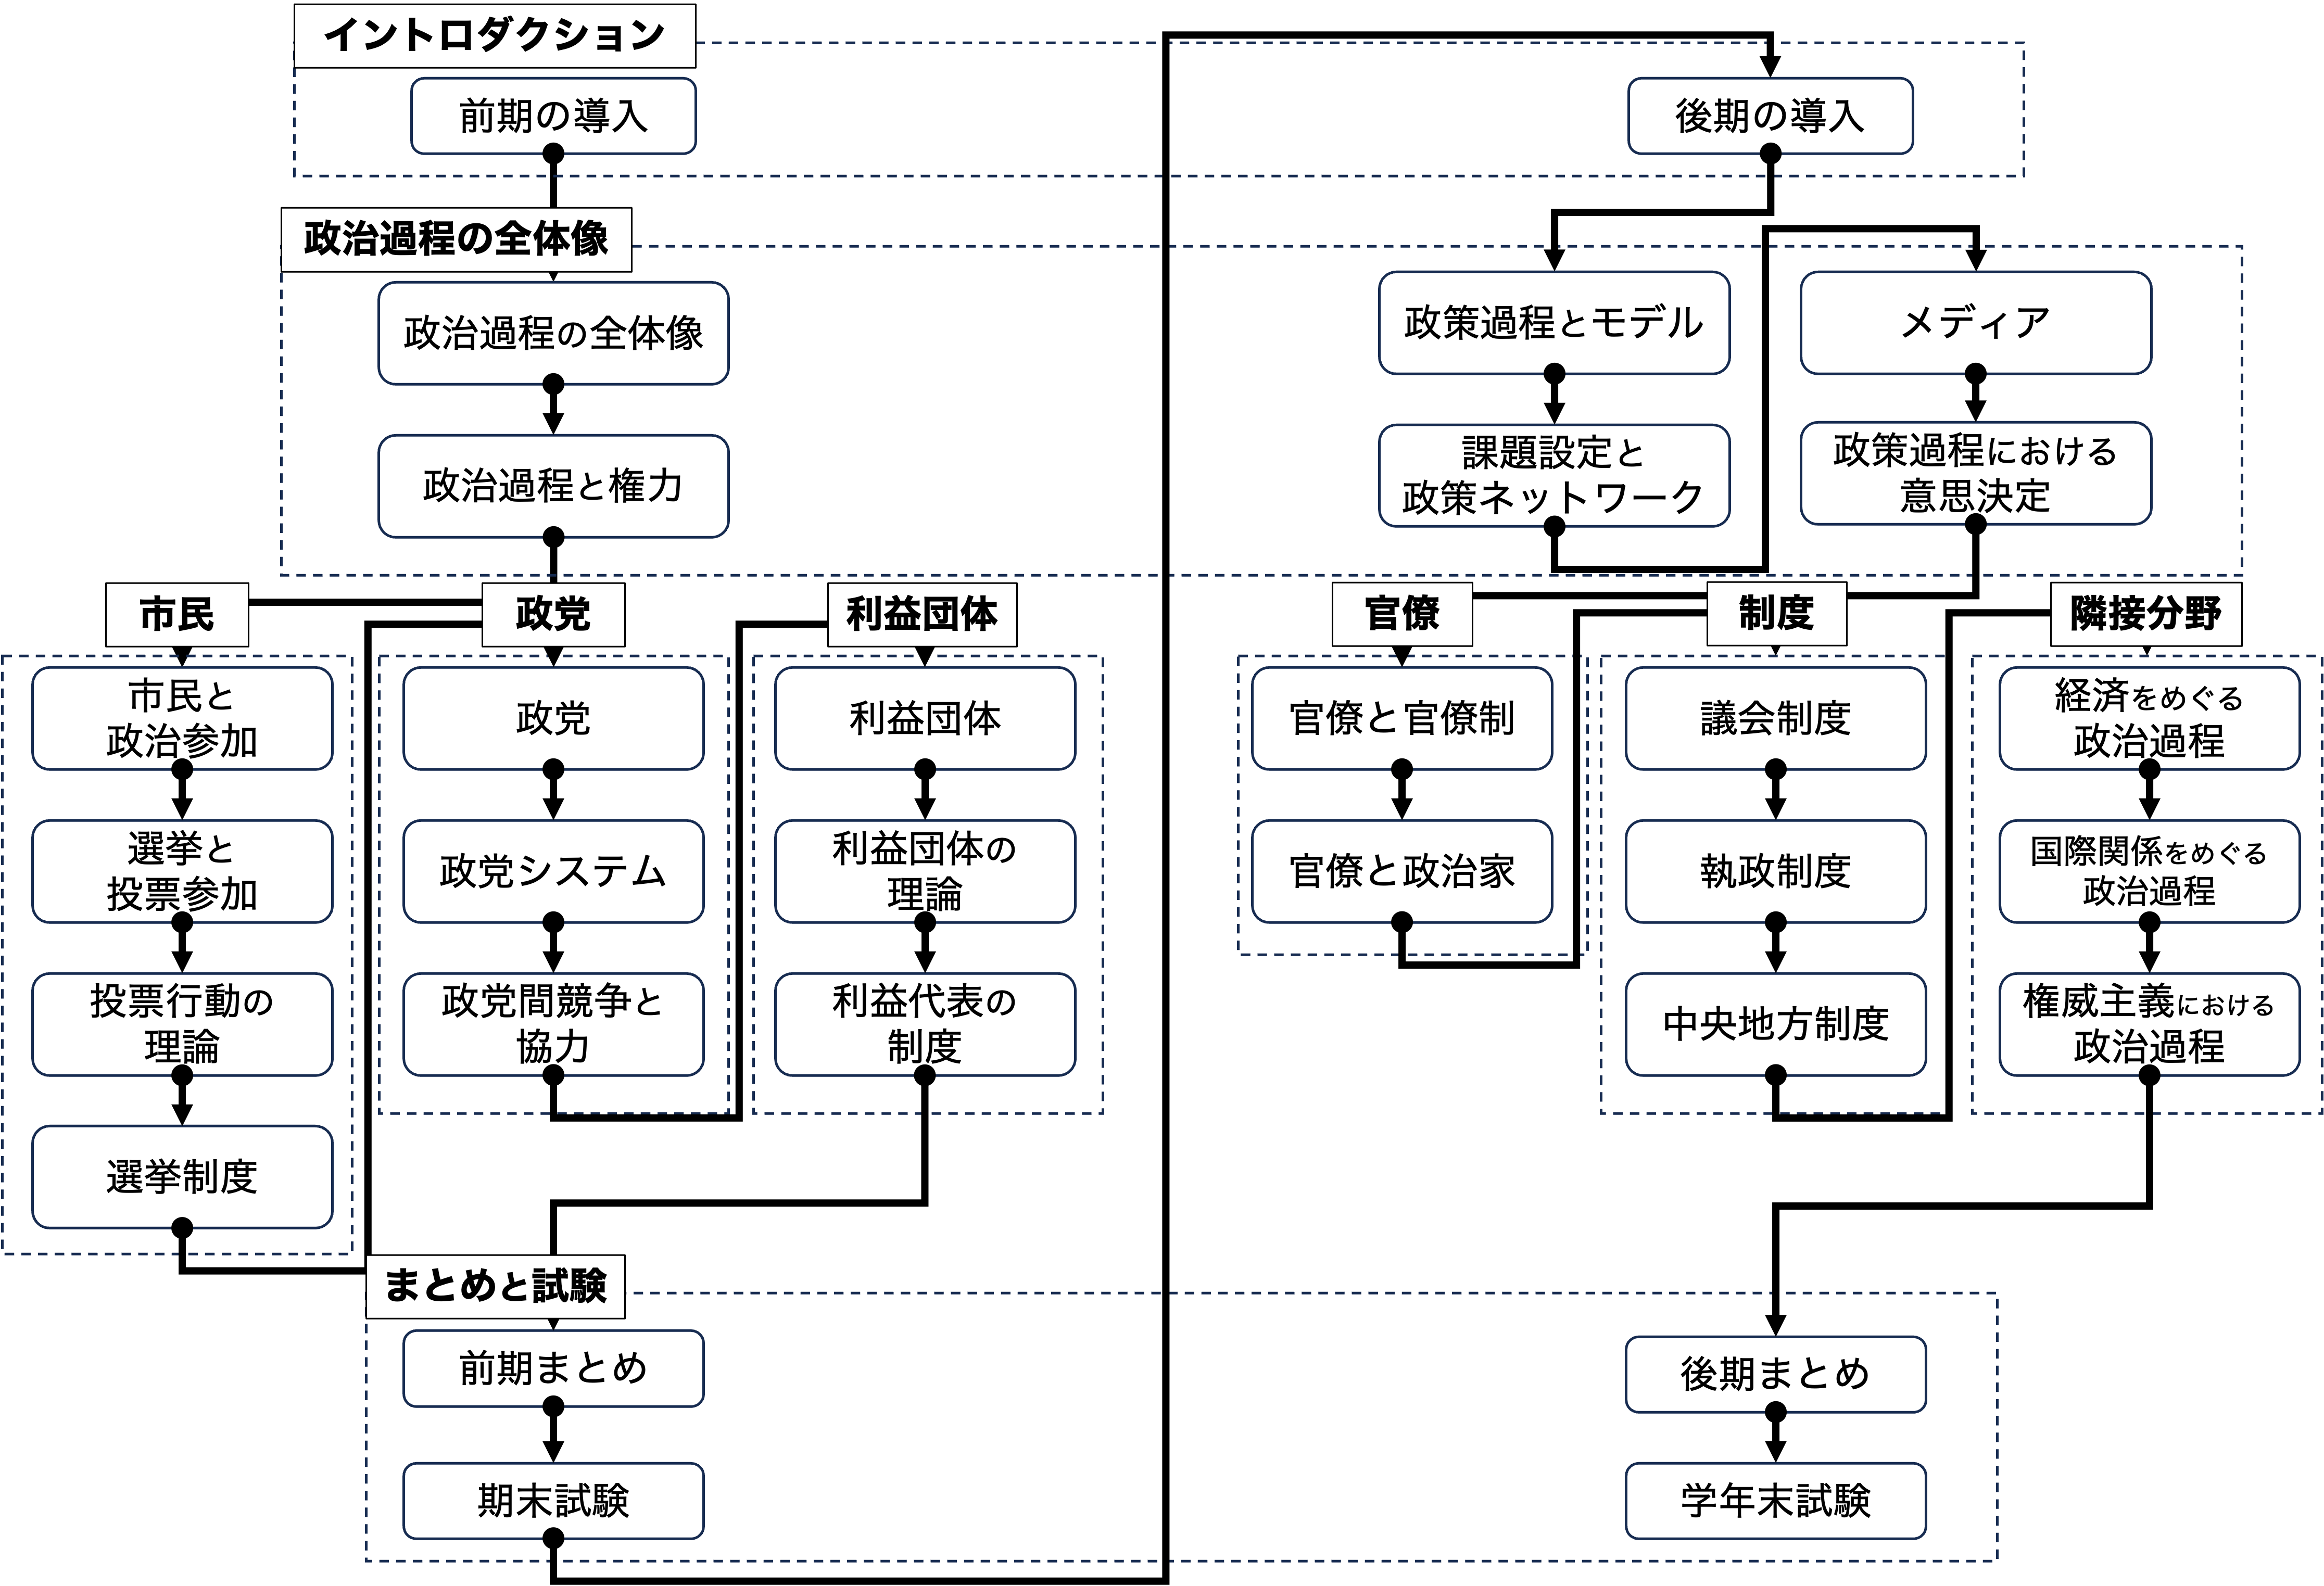 イントロダクション
前期の導入
後期の導入
政治過程の全体像
政治過程の全体像
政治過程と権力
政策過程とモデル
課題設定と
政策ネットワーク
メディア
政策過程における
意思決定
市民
市民と
政治参加
選挙と
投票参加
投票行動の
理論
選挙制度
政党
政党
政党システム
政党間競争と
協力
利益団体
利益団体
利益団体の
理論
利益代表の
制度
官僚
官僚と官僚制
官僚と政治家
制度
議会制度
執政制度
中央地方制度
隣接分野
経済をめぐる
政治過程
国際関係をめぐる
政治過程
権威主義における
政治過程
まとめと試験
前期まとめ
期末試験
後期まとめ
学年末試験